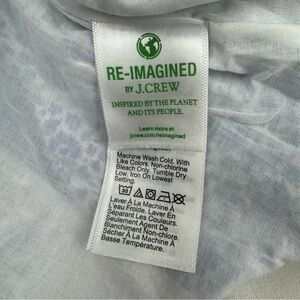 RE-IMAGINED
BY J.CREW
INSPIRED BY THE PLANET
AND ITS PEOPLE.
Learn more at
jcrew.com/reimagined
Machine Wash Cold, With
Like Colors. Non-chlorine
Bleach Only. Tumble Dry
Low, Iron On Lowest
Setting.
Laver À La Machine À
L'eau Froide. Laver En
Séparant Les Couleurs.
Seulement Agent De
Blanchiment Non-chloric.
Sécher À La Machine À
Basse Température.